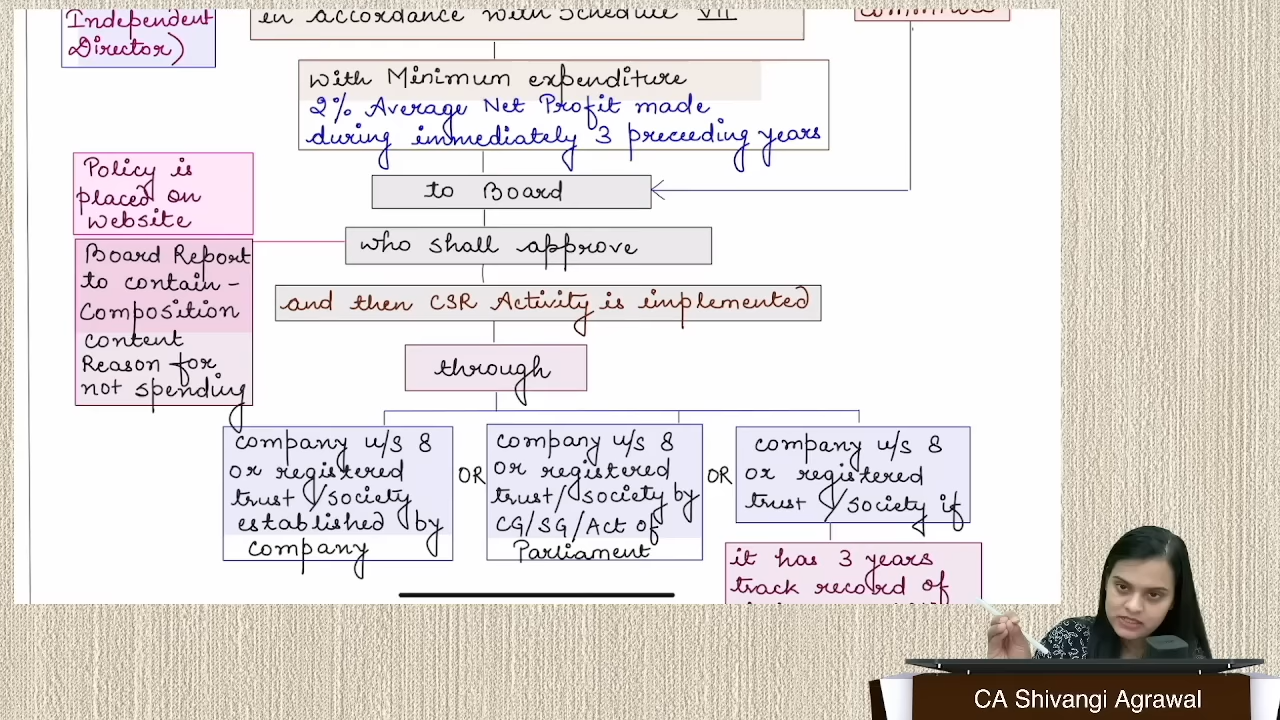 Independent
Director)
in accordance with Schedule VII
Committee
with Minimum expenditure
2% Average Net Profit made
during immediately 3 preceeding years
to Board
Policy is
placed on
website
who shall approve
Board Report
to contain -
Composition
content
Reason for
not spending
and then CSR Activity is implemented
through
company u/s 8
or registered
trust/society
established by
company
OR
company u/s 8
or registered
trust/society by
CG/SG/Act of
Parliament
OR
company u/s 8
or registered
trust/society if
it has 3 years
track record of
CA Shivangi Agrawal